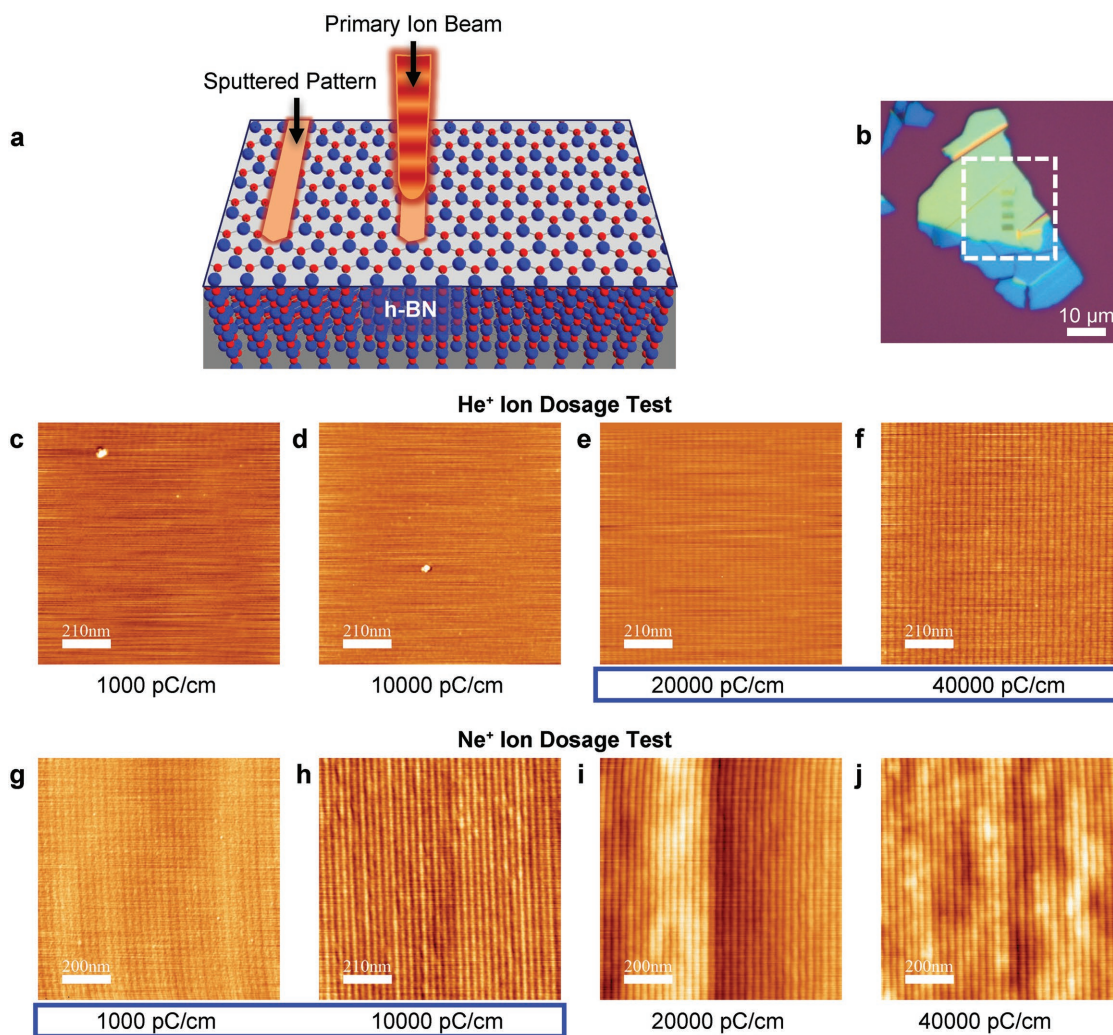 Primary Ion Beam
Sputtered Pattern
a
b
h-BN
10 µm
He⁺ Ion Dosage Test
c
d
e
f
210nm
210nm
210nm
210nm
1000 pC/cm
10000 pC/cm
20000 pC/cm
40000 pC/cm
Ne⁺ Ion Dosage Test
g
h
i
j
200nm
210nm
200nm
200nm
1000 pC/cm
10000 pC/cm
20000 pC/cm
40000 pC/cm